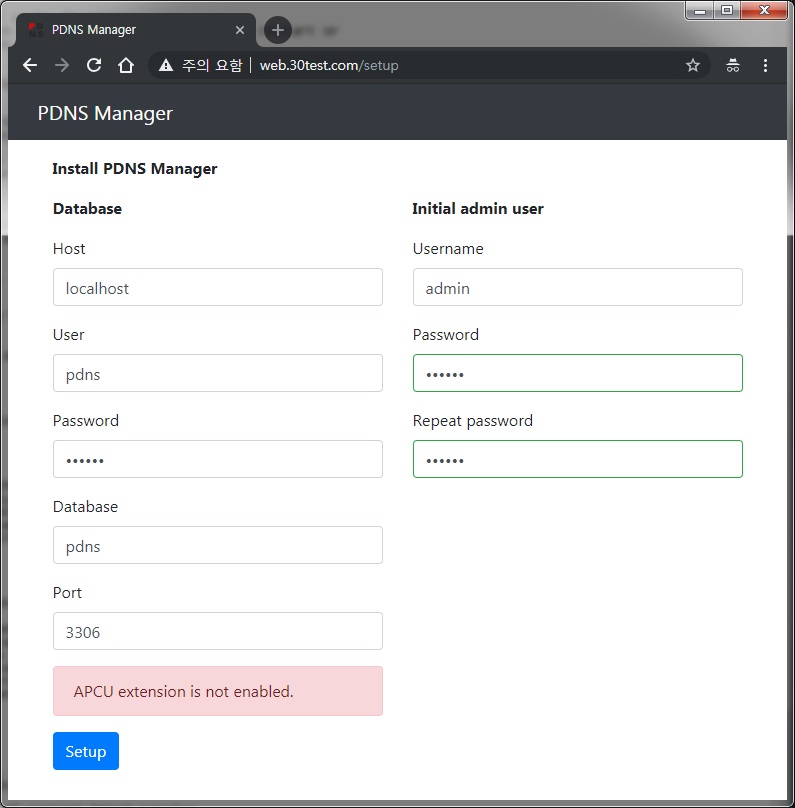 PDNS Manager
주의 요함 web.30test.com/setup
PDNS Manager
Install PDNS Manager
Database
Host
localhost
User
pdns
Password
••••••
Database
pdns
Port
3306
APCU extension is not enabled.
Setup
Initial admin user
Username
admin
Password
••••••
Repeat password
••••••